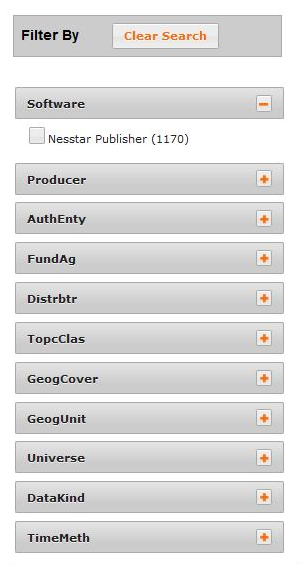 Filter By Clear Search
Software
Nesstar Publisher (1170)
Producer
AuthEnty
FundAg
Distrbtr
TopcClas
GeogCover
GeogUnit
Universe
DataKind
TimeMeth